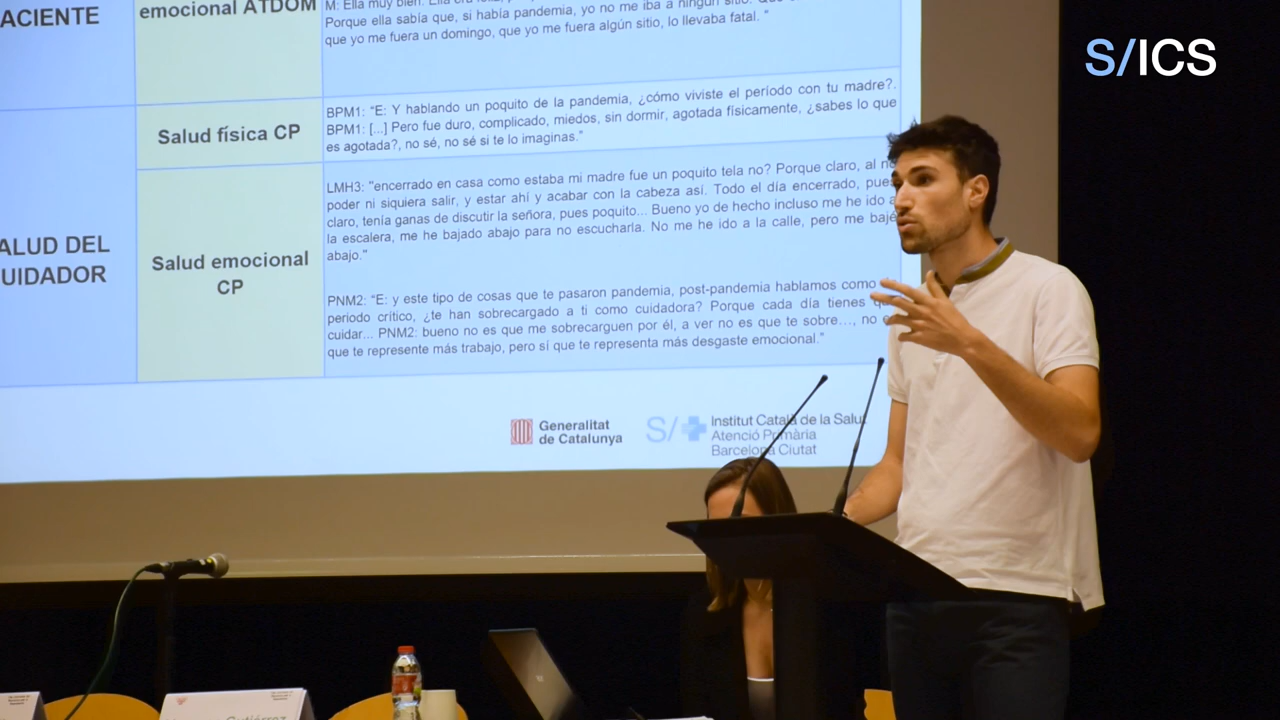 S/ICS
ACIENTE
emocional ATDOM
M: Ella muy bien. Ella era feliz,
Porque ella sabía que, si había pandemia, yo no me iba a ningún sitio.
que yo me fuera un domingo, que yo me fuera algún sitio, lo llevaba fatal. "
ALUD DEL
UIDADOR
Salud física CP
BPM1: “E: Y hablando un poquito de la pandemia, ¿cómo viviste el período con tu madre?.
BPM1: [...] Pero fue duro, complicado, miedos, sin dormir, agotada físicamente, ¿sabes lo que
es agotada?, no sé, no sé si te lo imaginas.”
Salud emocional
CP
LMH3: "encerrado en casa como estaba mi madre fue un poquito tela no? Porque claro, al no
poder ni siquiera salir, y estar ahí y acabar con la cabeza así. Todo el día encerrado, pues
claro, tenía ganas de discutir la señora, pues poquito... Bueno yo de hecho incluso me he ido a
la escalera, me he bajado abajo para no escucharla. No me he ido a la calle, pero me bajé
abajo."
PNM2: “E: y este tipo de cosas que te pasaron pandemia, post-pandemia hablamos como
periodo crítico, ¿te han sobrecargado a ti como cuidadora? Porque cada día tienes
cuidar... PNM2: bueno no es que me sobrecarguen por él, a ver no es que te sobre…, no
que te represente más trabajo, pero sí que te representa más desgaste emocional.”
Generalitat
de Catalunya
S/
Institut Català de la Salut
Atenció Primària
Barcelona Ciutat
Gutiérrez